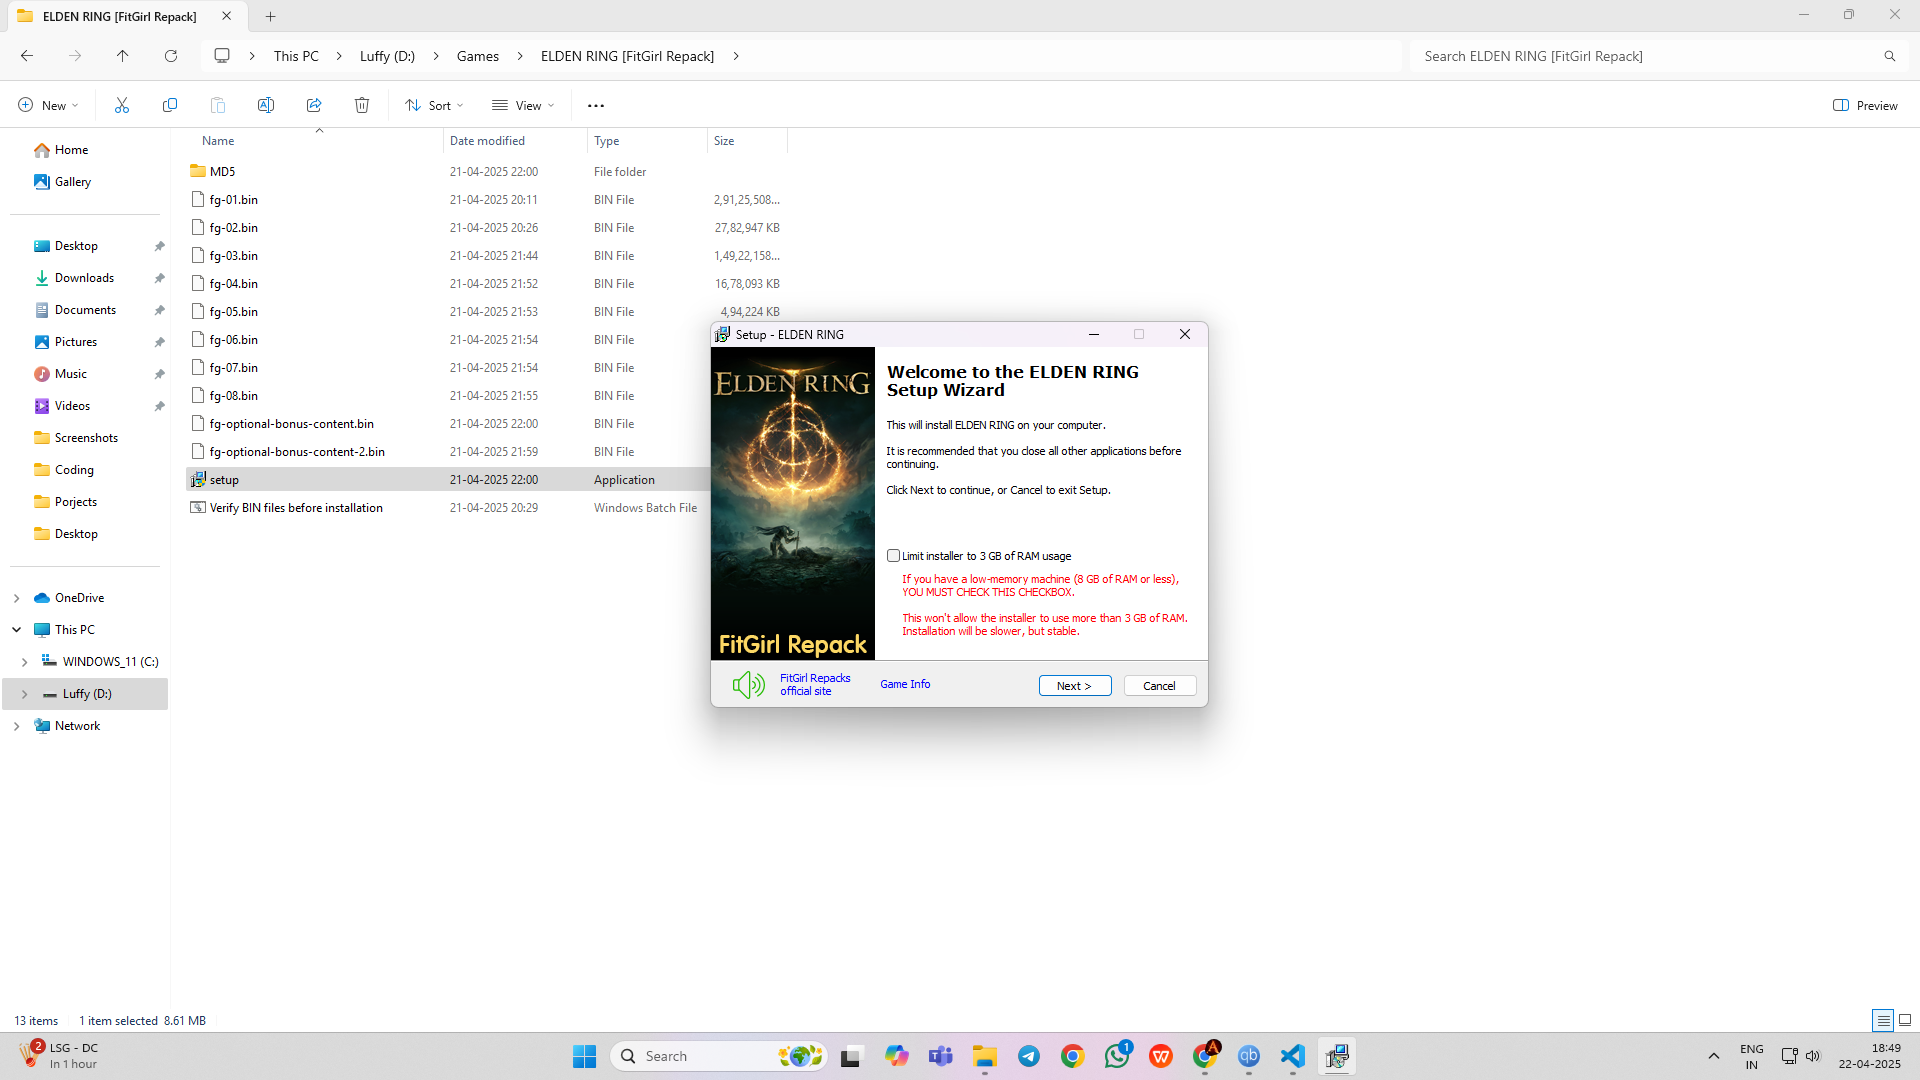 ELDEN RING [FitGirl Repack]
This PC
Luffy (D:)
Games
ELDEN RING [FitGirl Repack]
Search ELDEN RING [FitGirl Repack]
New
Sort
View
Preview
Name
Date modified
Type
Size
Home
Gallery
Desktop
Downloads
Documents
Pictures
Music
Videos
Screenshots
Coding
Porjects
Desktop
OneDrive
This PC
WINDOWS_11 (C:)
Luffy (D:)
Network
MD5 21-04-2025 22:00 File folder
fg-01.bin 21-04-2025 20:11 BIN File 2,91,25,508...
fg-02.bin 21-04-2025 20:26 BIN File 27,82,947 KB
fg-03.bin 21-04-2025 21:44 BIN File 1,49,22,158...
fg-04.bin 21-04-2025 21:52 BIN File 16,78,093 KB
fg-05.bin 21-04-2025 21:53 BIN File 4,94,224 KB
fg-06.bin 21-04-2025 21:54 BIN File
fg-07.bin 21-04-2025 21:54 BIN File
fg-08.bin 21-04-2025 21:55 BIN File
fg-optional-bonus-content.bin 21-04-2025 22:00 BIN File
fg-optional-bonus-content-2.bin 21-04-2025 21:59 BIN File
setup 21-04-2025 22:00 Application
Verify BIN files before installation 21-04-2025 20:29 Windows Batch File
Setup - ELDEN RING
ELDEN RING
FitGirl Repack
Welcome to the ELDEN RING
Setup Wizard
This will install ELDEN RING on your computer.
It is recommended that you close all other applications before
continuing.
Click Next to continue, or Cancel to exit Setup.
Limit installer to 3 GB of RAM usage
If you have a low-memory machine (8 GB of RAM or less),
YOU MUST CHECK THIS CHECKBOX.
This won't allow the installer to use more than 3 GB of RAM.
Installation will be slower, but stable.
FitGirl Repacks
official site
Game Info
Next >
Cancel
13 items
1 item selected 8.61 MB
2
LSG - DC
In 1 hour
Search
1
A
qb
ENG
IN
18:49
22-04-2025